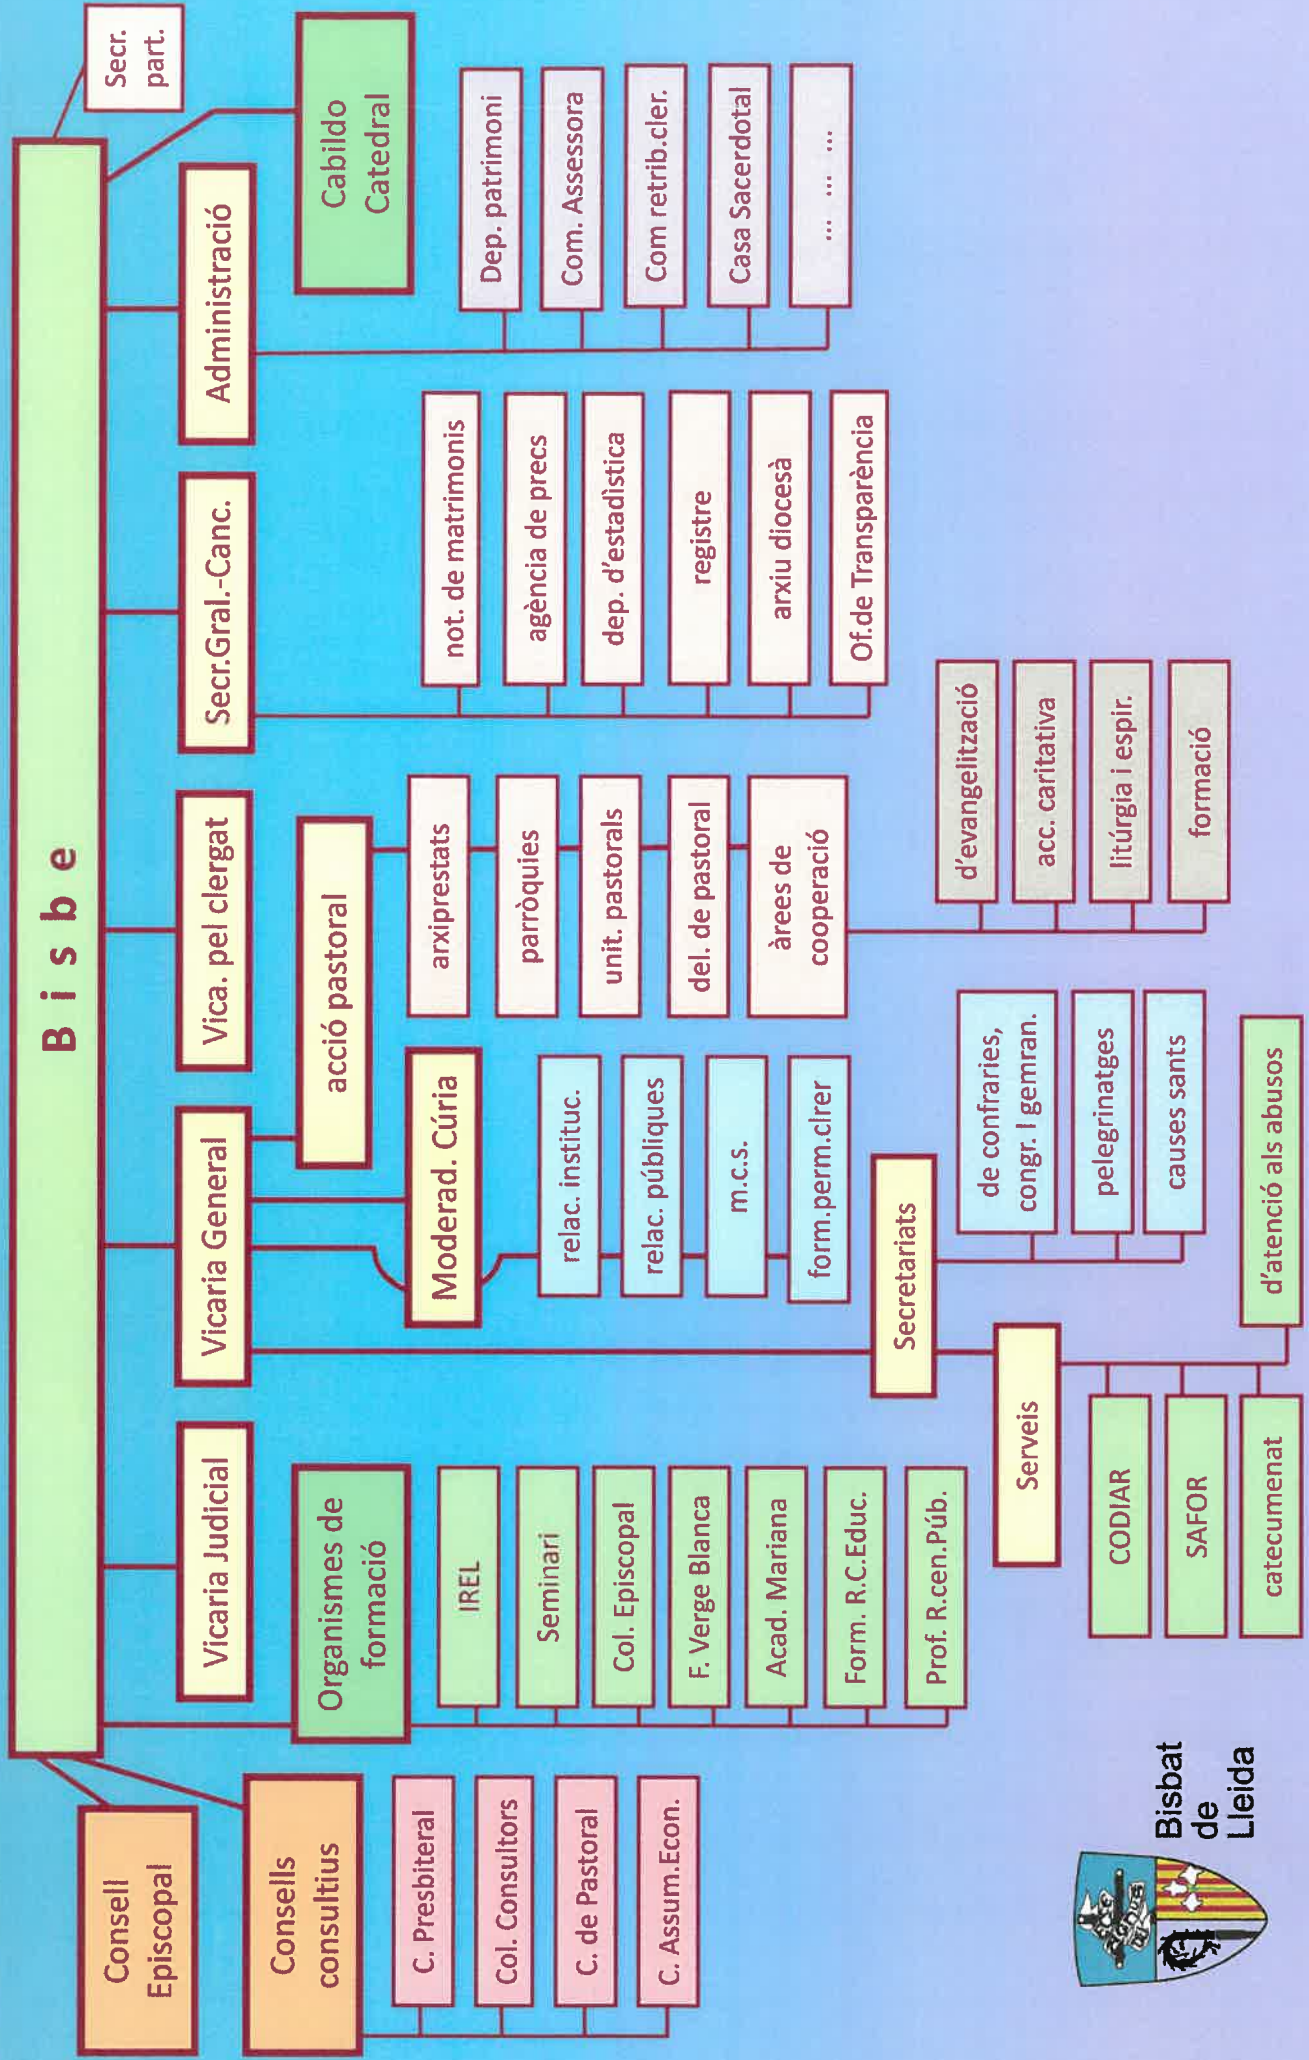 Bisbe
Secr.
part.
Consell
Episcopal
Consells
consultius
C. Presbiteral
Col. Consultors
C. de Pastoral
C. Assum.Econ.
Vicaria Judicial
Organismes de
formació
IREL
Seminari
Col. Episcopal
F. Verge Blanca
Acad. Mariana
Form. R.C.Educ.
Prof. R.cen.Púb.
Vicaria General
acció pastoral
arxiprestats
parròquies
unit. pastorals
del. de pastoral
àrees de
cooperació
d'evangelització
acc. caritativa
litúrgia i espir.
formació
Moderad. Cúria
relac. instituc.
relac. públiques
m.c.s.
form.perm.clrer
Secretariats
de confraries,
congr. I gemran.
pelegrinatges
causes sants
Serveis
CODIAR
SAFOR
catecumenat
d'atenció als abusos
Vica. pel clergat
Secr.Gral.-Canc.
not. de matrimonis
agència de precs
dep. d'estadística
registre
arxiu diocesà
Of.de Transparència
Administració
Dep. patrimoni
Com. Assessora
Com retrib.cler.
Casa Sacerdotal
... ... ...
Cabildo
Catedral
Bisbat
de
Lleida